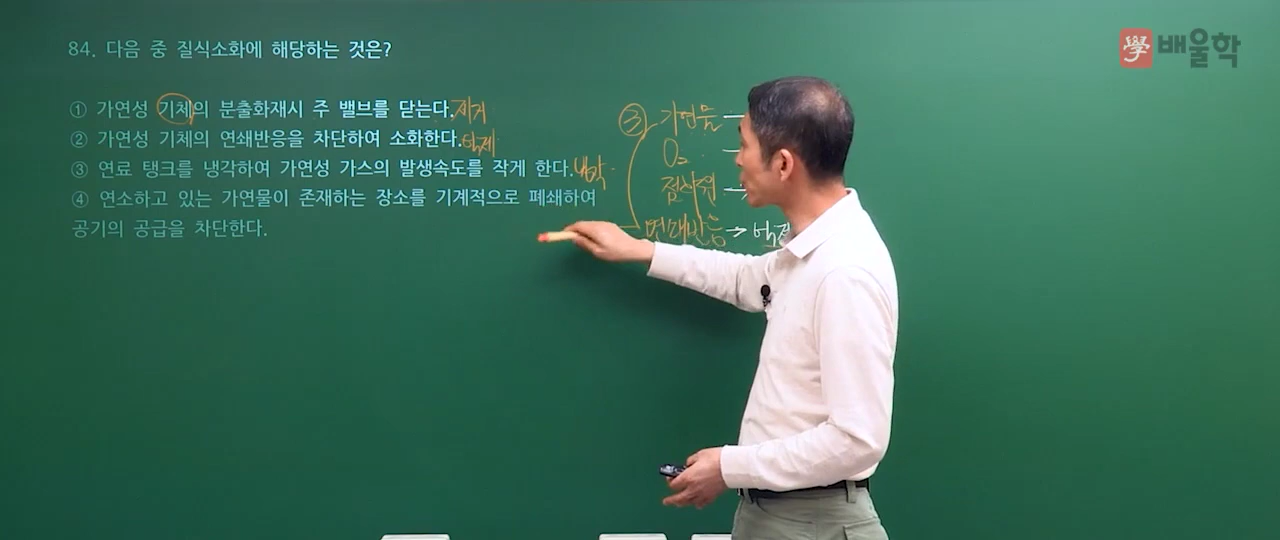 84. 다음 중 질식소화에 해당하는 것은?
學 배울학
① 가연성 기체의 분출화재시 주 밸브를 닫는다. 제거
② 가연성 기체의 연쇄반응을 차단하여 소화한다. 억제
③ 연료 탱크를 냉각하여 가연성 가스의 발생속도를 작게 한다. 냉각
④ 연소하고 있는 가연물이 존재하는 장소를 기계적으로 폐쇄하여
공기의 공급을 차단한다.
③ 가연물 →
O₂
점화원 →
연쇄반응 →